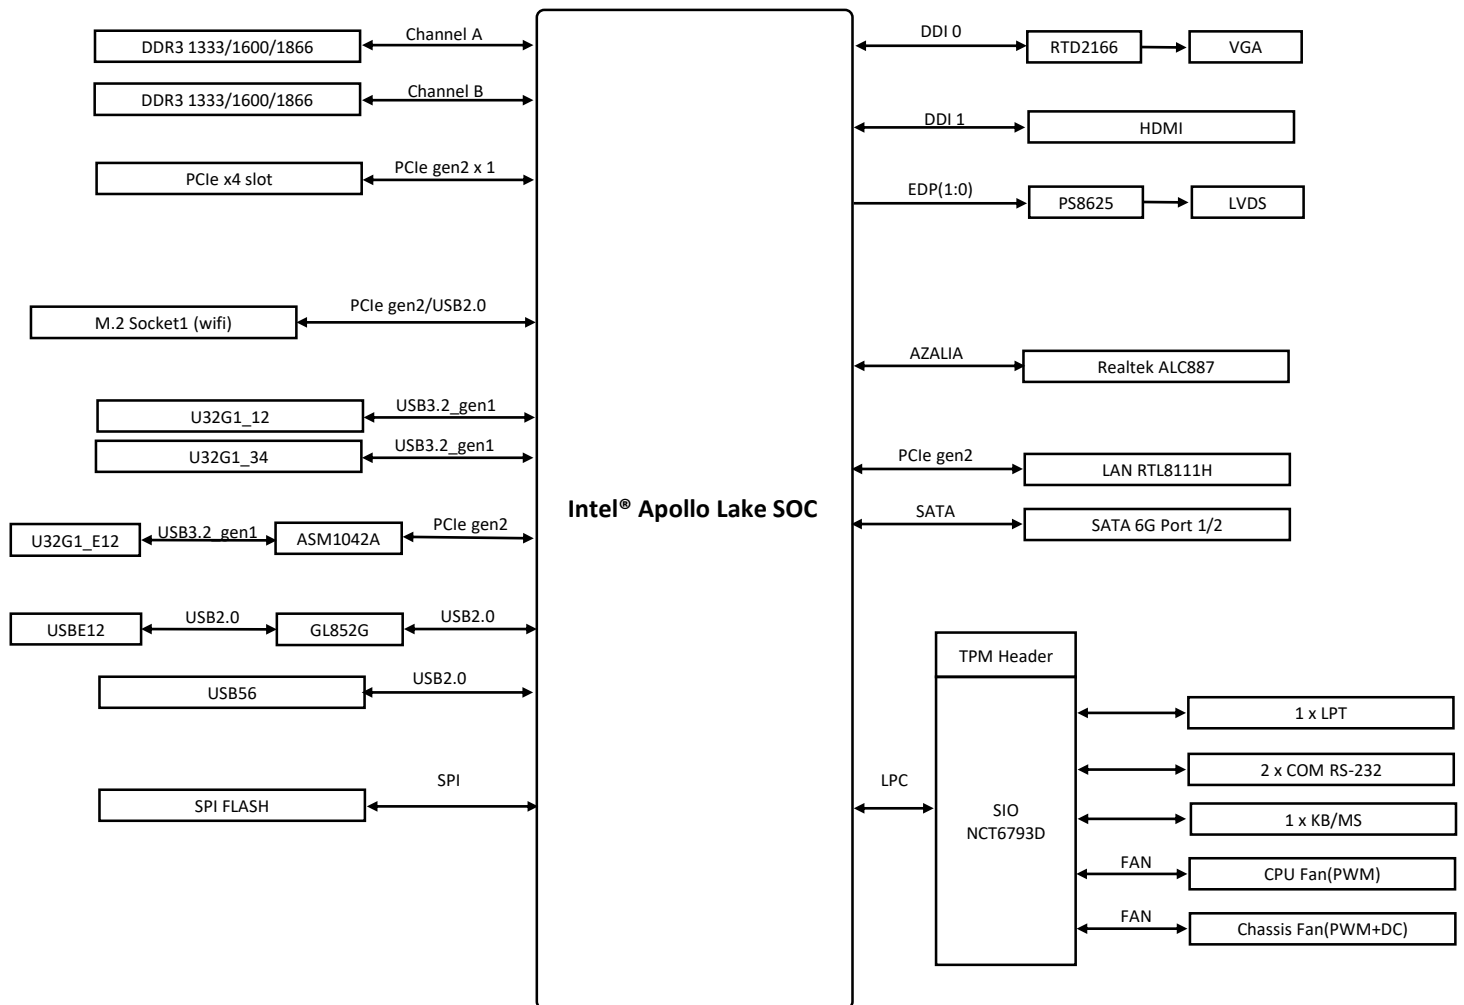 Channel A
DDR3 1333/1600/1866
Channel B
DDR3 1333/1600/1866
PCIe gen2 x 1
PCIe x4 slot
PCIe gen2/USB2.0
M.2 Socket1 (wifi)
USB3.2_gen1
U32G1_12
USB3.2_gen1
U32G1_34
U32G1_E12
USB3.2_gen1
ASM1042A
PCIe gen2
USBE12
USB2.0
GL852G
USB2.0
USB56
USB2.0
SPI
SPI FLASH
Intel® Apollo Lake SOC
DDI 0
RTD2166
VGA
DDI 1
HDMI
EDP(1:0)
PS8625
LVDS
AZALIA
Realtek ALC887
PCIe gen2
LAN RTL8111H
SATA
SATA 6G Port 1/2
TPM Header
LPC
SIO
NCT6793D
1 x LPT
2 x COM RS-232
1 x KB/MS
FAN
CPU Fan(PWM)
FAN
Chassis Fan(PWM+DC)